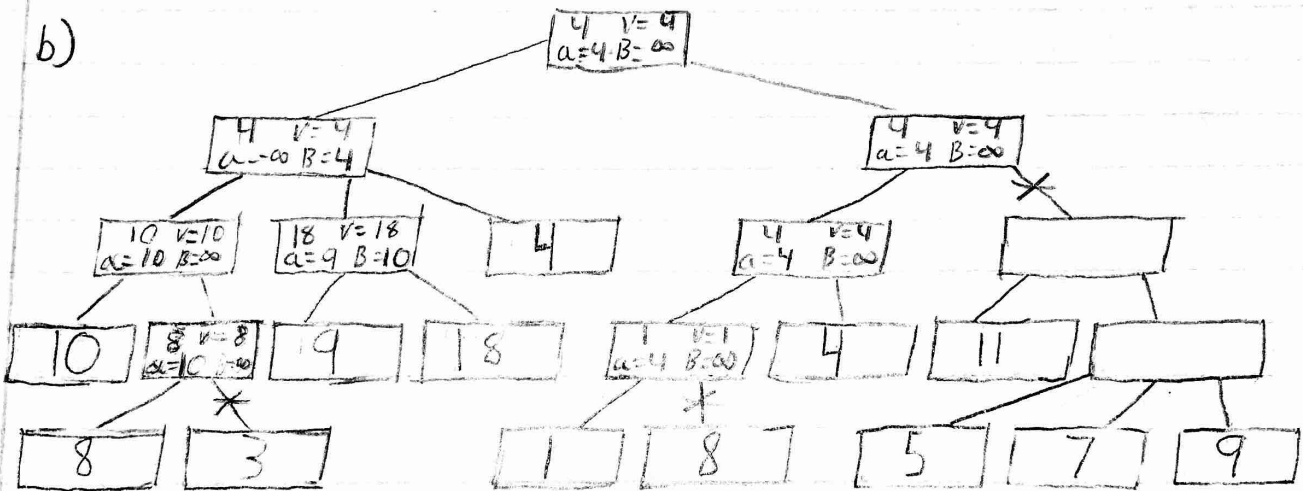 b)
4 v=4
a=4 B=∞
4 v=4
a=-∞ B=4
4 v=4
a=4 B=∞
10 v=10
a=10 B=∞
18 v=18
a=9 B=10
4
4 v=4
a=4 B=∞
10
8 v=8
a=10 B=∞
9
18
1 v=1
a=4 B=∞
4
11
8
3
1
8
5
7
9